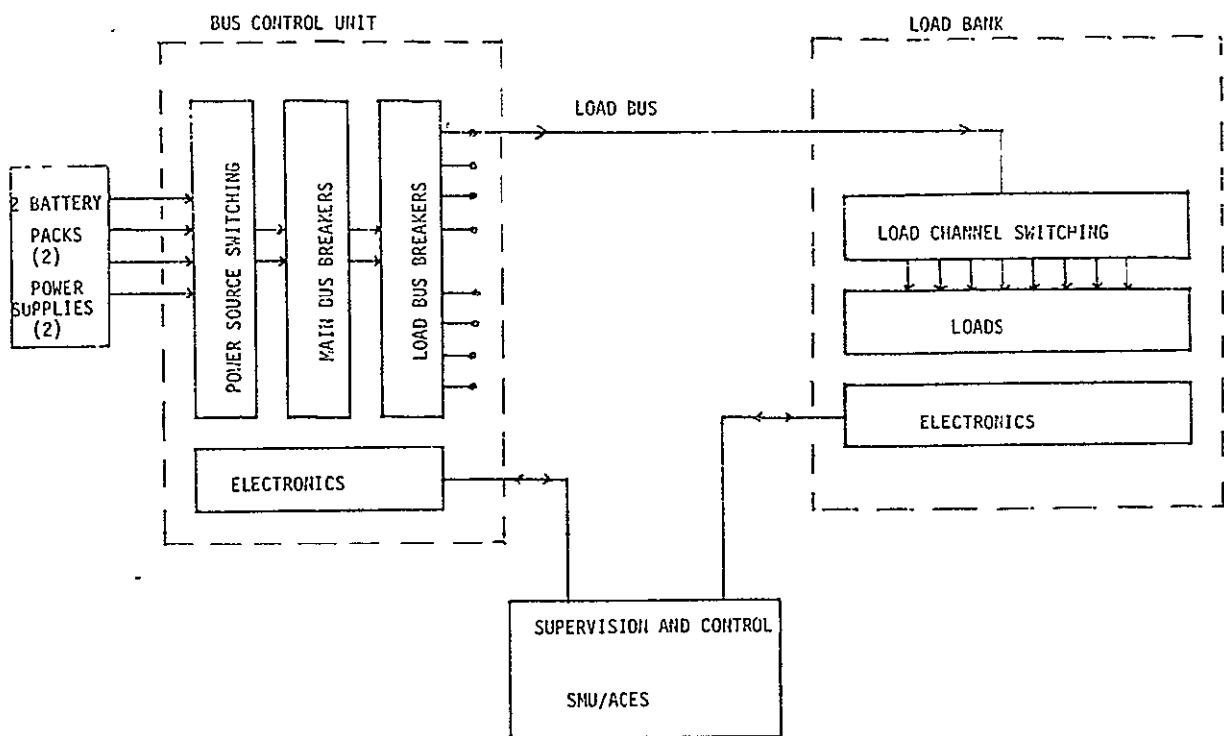 BUS CONTROL UNIT
LOAD BANK
LOAD BUS
2 BATTERY
PACKS
(2)
POWER
SUPPLIES
(2)
POWER SOURCE SWITCHING
MAIN BUS BREAKERS
LOAD BUS BREAKERS
ELECTRONICS
LOAD CHANNEL SWITCHING
LOADS
ELECTRONICS
SUPERVISION AND CONTROL
SMU/ACES